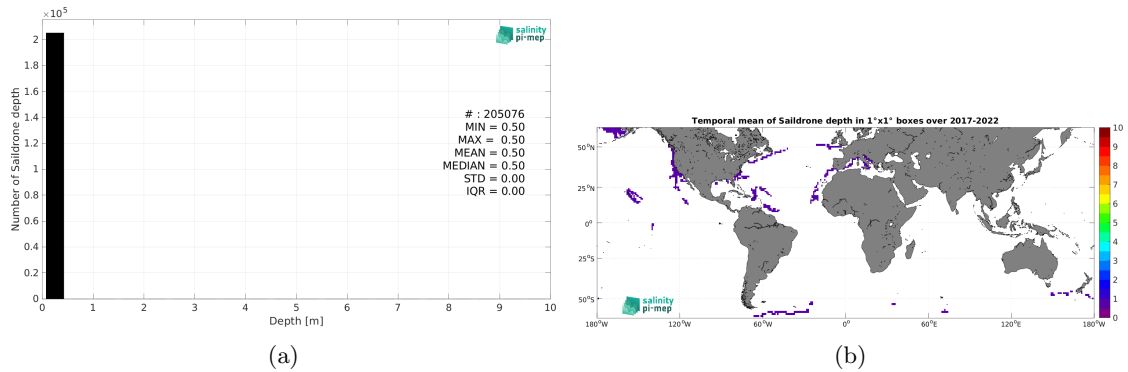 ×10⁵
2
1.8
1.6
1.4
1.2
1
0.8
0.6
0.4
0.2
0
Number of Saildrone depth
salinity
pi-mep
# : 205076
MIN = 0.50
MAX = 0.50
MEAN = 0.50
MEDIAN = 0.50
STD = 0.00
IQR = 0.00
0 1 2 3 4 5 6 7 8 9 10
Depth [m]
(a)
Temporal mean of Saildrone depth in 1°x1° boxes over 2017-2022
50°N
25°N
0°
25°S
50°S
salinity
pi-mep
180°W 120°W 60°W 0°W 60°W 120°W 180°W
10
9
8
7
6
5
4
3
2
1
0
(b)